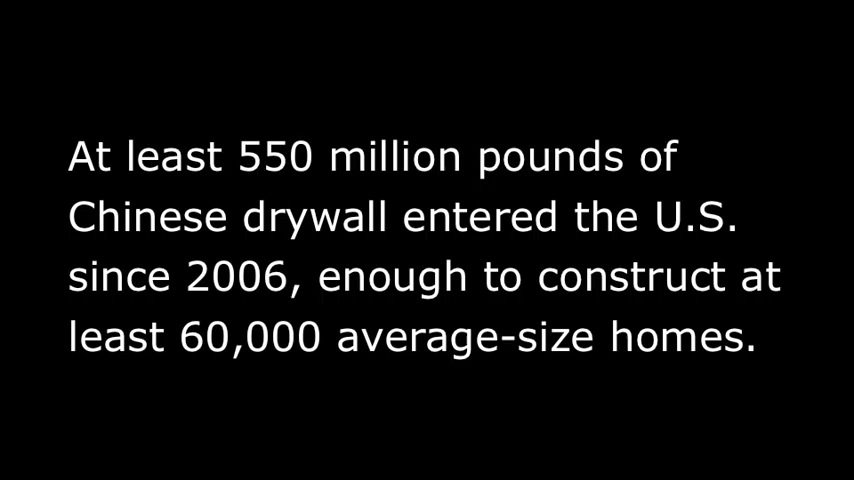 At least 550 million pounds of
Chinese drywall entered the U.S.
since 2006, enough to construct at
least 60,000 average-size homes.